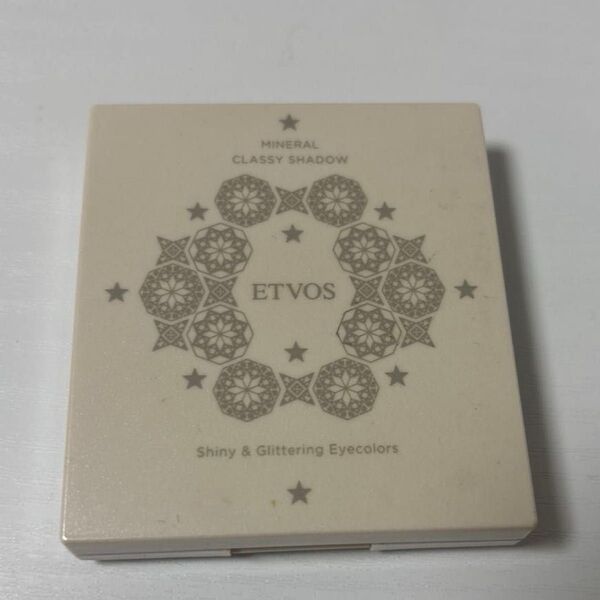 MINERAL
CLASSY SHADOW
ETVOS
Shiny & Glittering Eyecolors